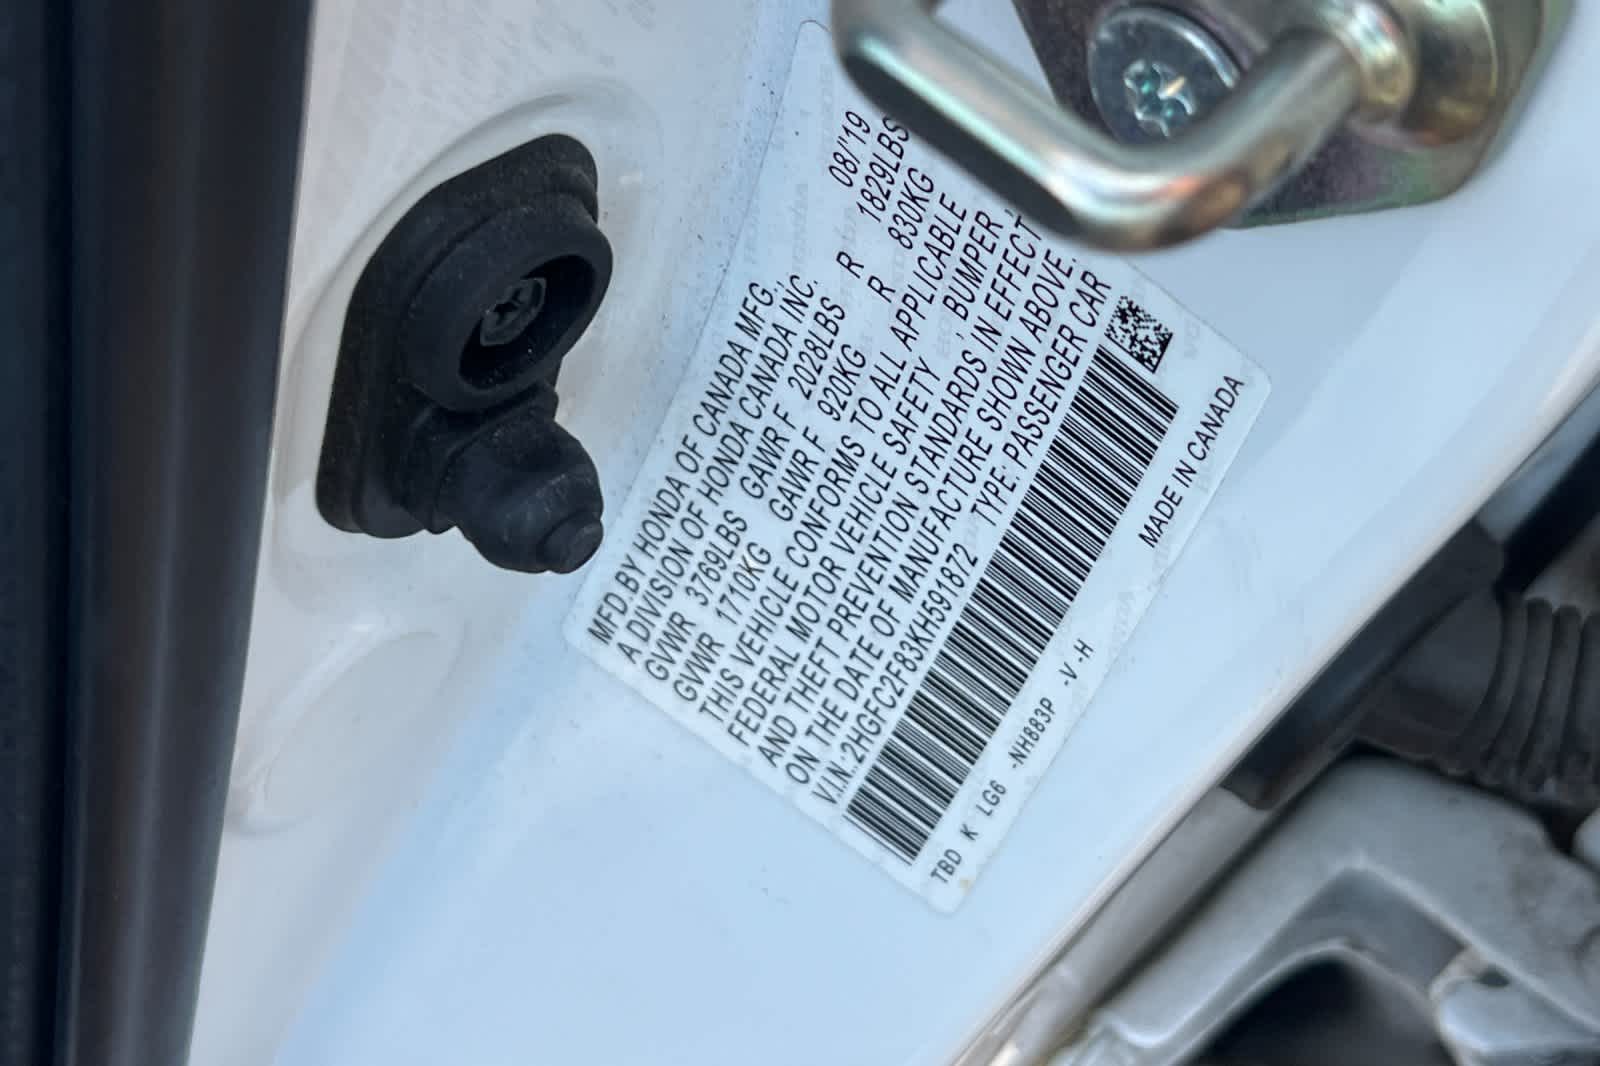 MFD.BY HONDA OF CANADA MFG., 08/'19
A DIVISION OF HONDA CANADA INC.
GVWR 3769LBS GAWR F 2028LBS R 1829LBS
GVWR 1710KG GAWR F 920KG R 830KG
THIS VEHICLE CONFORMS TO ALL APPLICABLE
FEDERAL MOTOR VEHICLE SAFETY, BUMPER,
AND THEFT PREVENTION STANDARDS IN EFFECT
ON THE DATE OF MANUFACTURE SHOWN ABOVE.
V.I.N.:2HGFC2F83KH591872 TYPE: PASSENGER CAR
TBD K LG6 -NH883P -V -H MADE IN CANADA